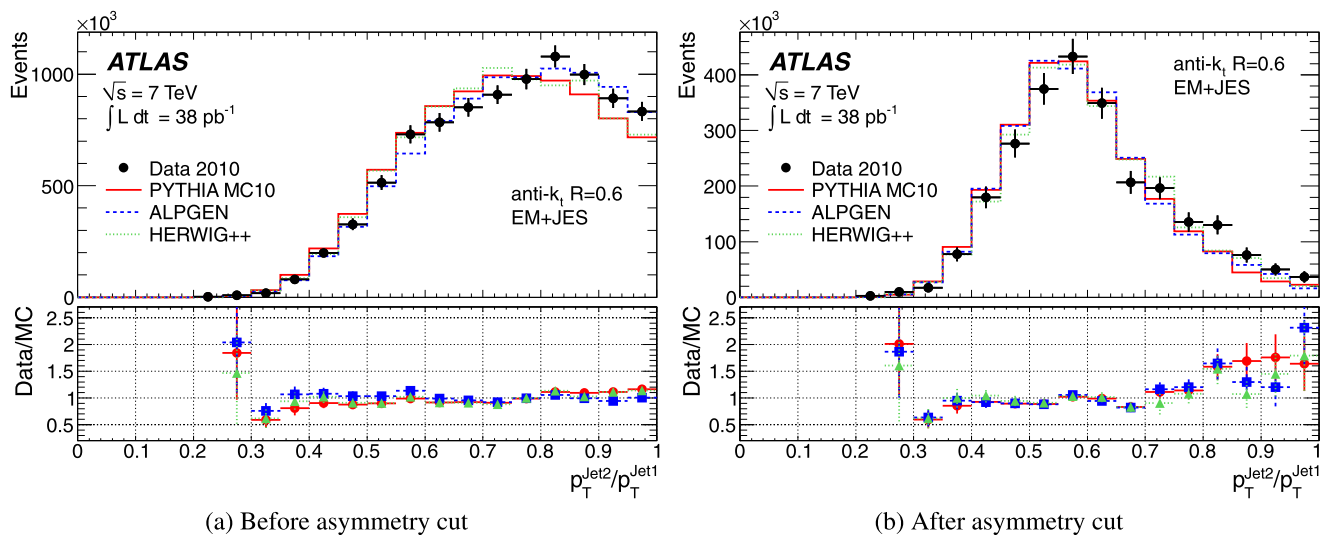 ×10³
Events
1000
500
0
ATLAS
√s = 7 TeV
∫ L dt = 38 pb⁻¹
Data 2010
PYTHIA MC10
ALPGEN
HERWIG++
anti-kₜ R=0.6
EM+JES
Data/MC
2.5
2
1.5
1
0.5
0 0.1 0.2 0.3 0.4 0.5 0.6 0.7 0.8 0.9 1
p_T^Jet2/p_T^Jet1
(a) Before asymmetry cut
×10³
Events
400
300
200
100
0
ATLAS
√s = 7 TeV
∫ L dt = 38 pb⁻¹
anti-kₜ R=0.6
EM+JES
Data 2010
PYTHIA MC10
ALPGEN
HERWIG++
Data/MC
2.5
2
1.5
1
0.5
0 0.1 0.2 0.3 0.4 0.5 0.6 0.7 0.8 0.9 1
p_T^Jet2/p_T^Jet1
(b) After asymmetry cut